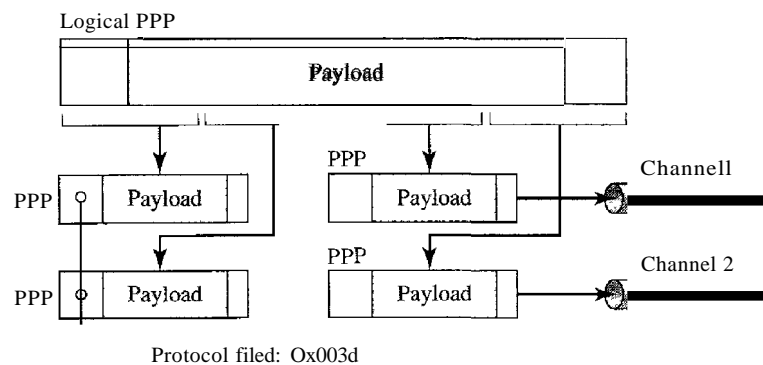 Logical PPP
Payload
PPP
Payload
PPP
Payload
Channell
PPP
Payload
PPP
Payload
Channel 2
Protocol filed: Ox003d